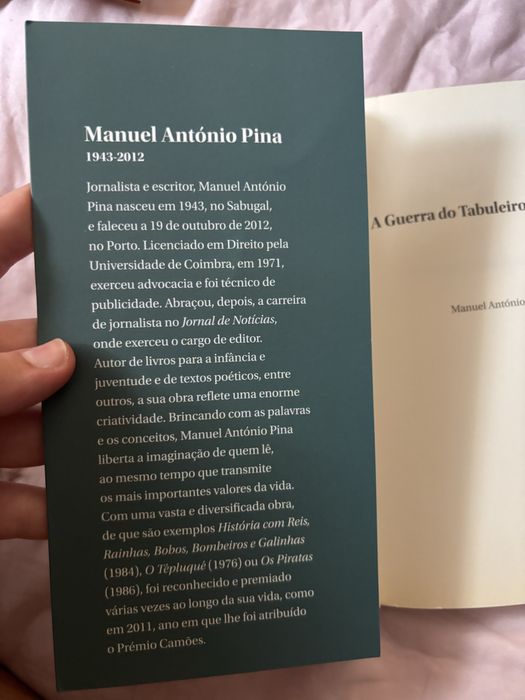 Manuel António Pina
1943-2012
Jornalista e escritor, Manuel António
Pina nasceu em 1943, no Sabugal,
e faleceu a 19 de outubro de 2012,
no Porto. Licenciado em Direito pela
Universidade de Coimbra, em 1971,
exerceu advocacia e foi técnico de
publicidade. Abraçou, depois, a carreira
de jornalista no Jornal de Notícias,
onde exerceu o cargo de editor.
Autor de livros para a infância e
juventude e de textos poéticos, entre
outros, a sua obra reflete uma enorme
criatividade. Brincando com as palavras
e os conceitos, Manuel António Pina
liberta a imaginação de quem lê,
ao mesmo tempo que transmite
os mais importantes valores da vida.
Com uma vasta e diversificada obra,
de que são exemplos História com Reis,
Rainhas, Bobos, Bombeiros e Galinhas
(1984), O Têpluquê (1976) ou Os Piratas
(1986), foi reconhecido e premiado
várias vezes ao longo da sua vida, como
em 2011, ano em que lhe foi atribuído
o Prémio Camões.
A Guerra do Tabuleiro
Manuel António